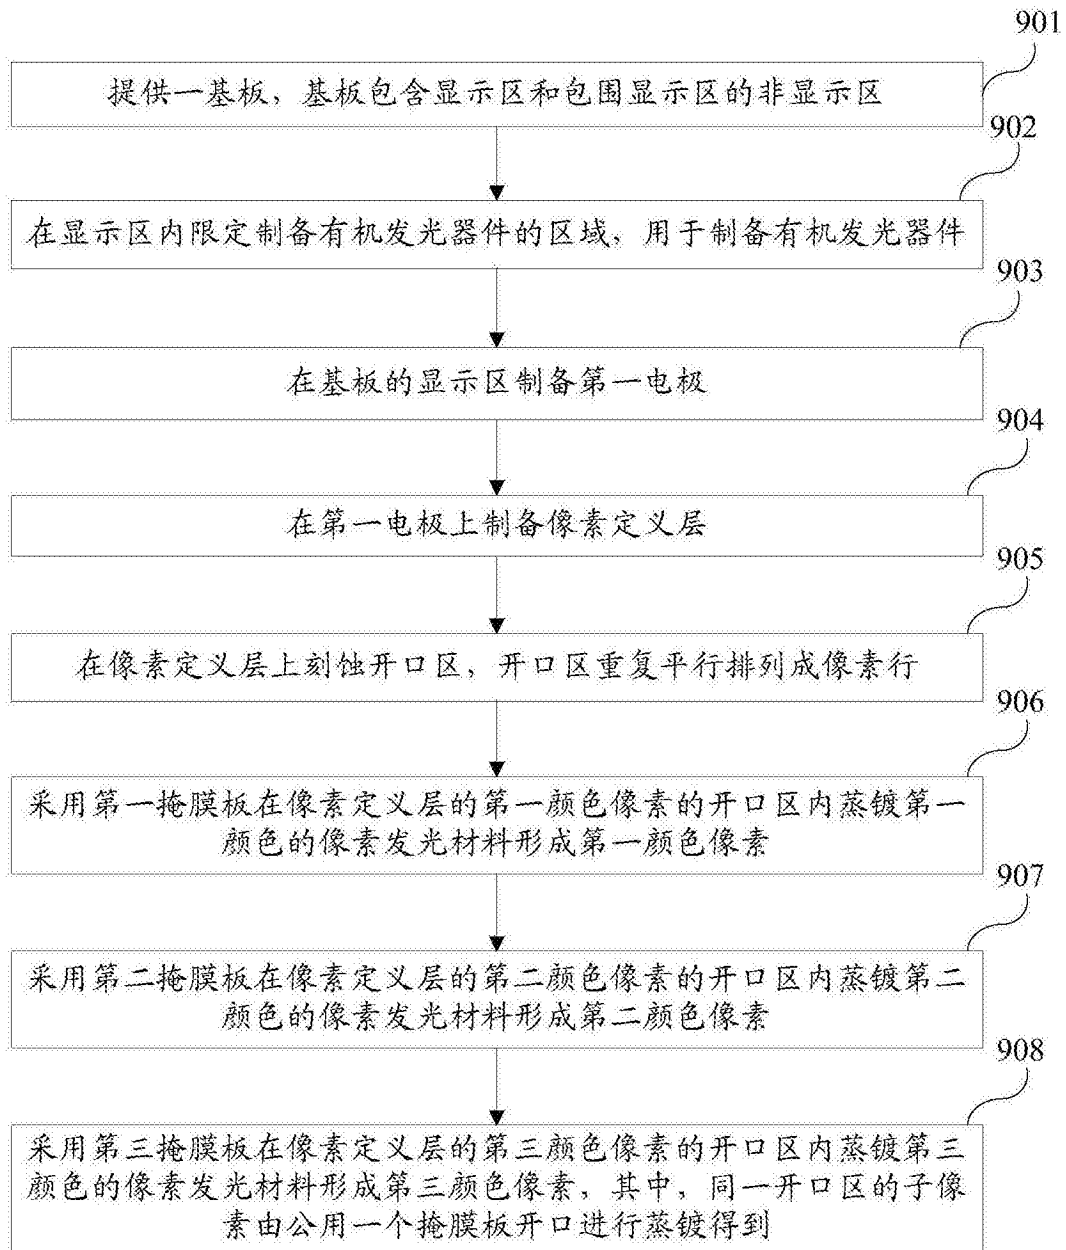 901
提供一基板，基板包含显示区和包围显示区的非显示区
902
在显示区内限定制备有机发光器件的区域，用于制备有机发光器件
903
在基板的显示区制备第一电极
904
在第一电极上制备像素定义层
905
在像素定义层上刻蚀开口区，开口区重复平行排列成像素行
906
采用第一掩膜板在像素定义层的第一颜色像素的开口区内蒸镀第一
颜色的像素发光材料形成第一颜色像素
907
采用第二掩膜板在像素定义层的第二颜色像素的开口区内蒸镀第二
颜色的像素发光材料形成第二颜色像素
908
采用第三掩膜板在像素定义层的第三颜色像素的开口区内蒸镀第三
颜色的像素发光材料形成第三颜色像素，其中，同一开口区的子像
素由公用一个掩膜板开口进行蒸镀得到